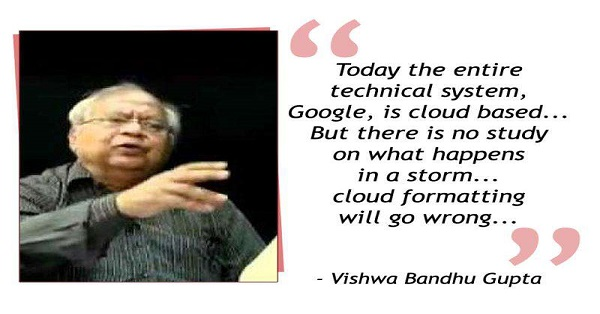 Today the entire
technical system,
Google, is cloud based...
But there is no study
on what happens
in a storm...
cloud formatting
will go wrong...
- Vishwa Bandhu Gupta